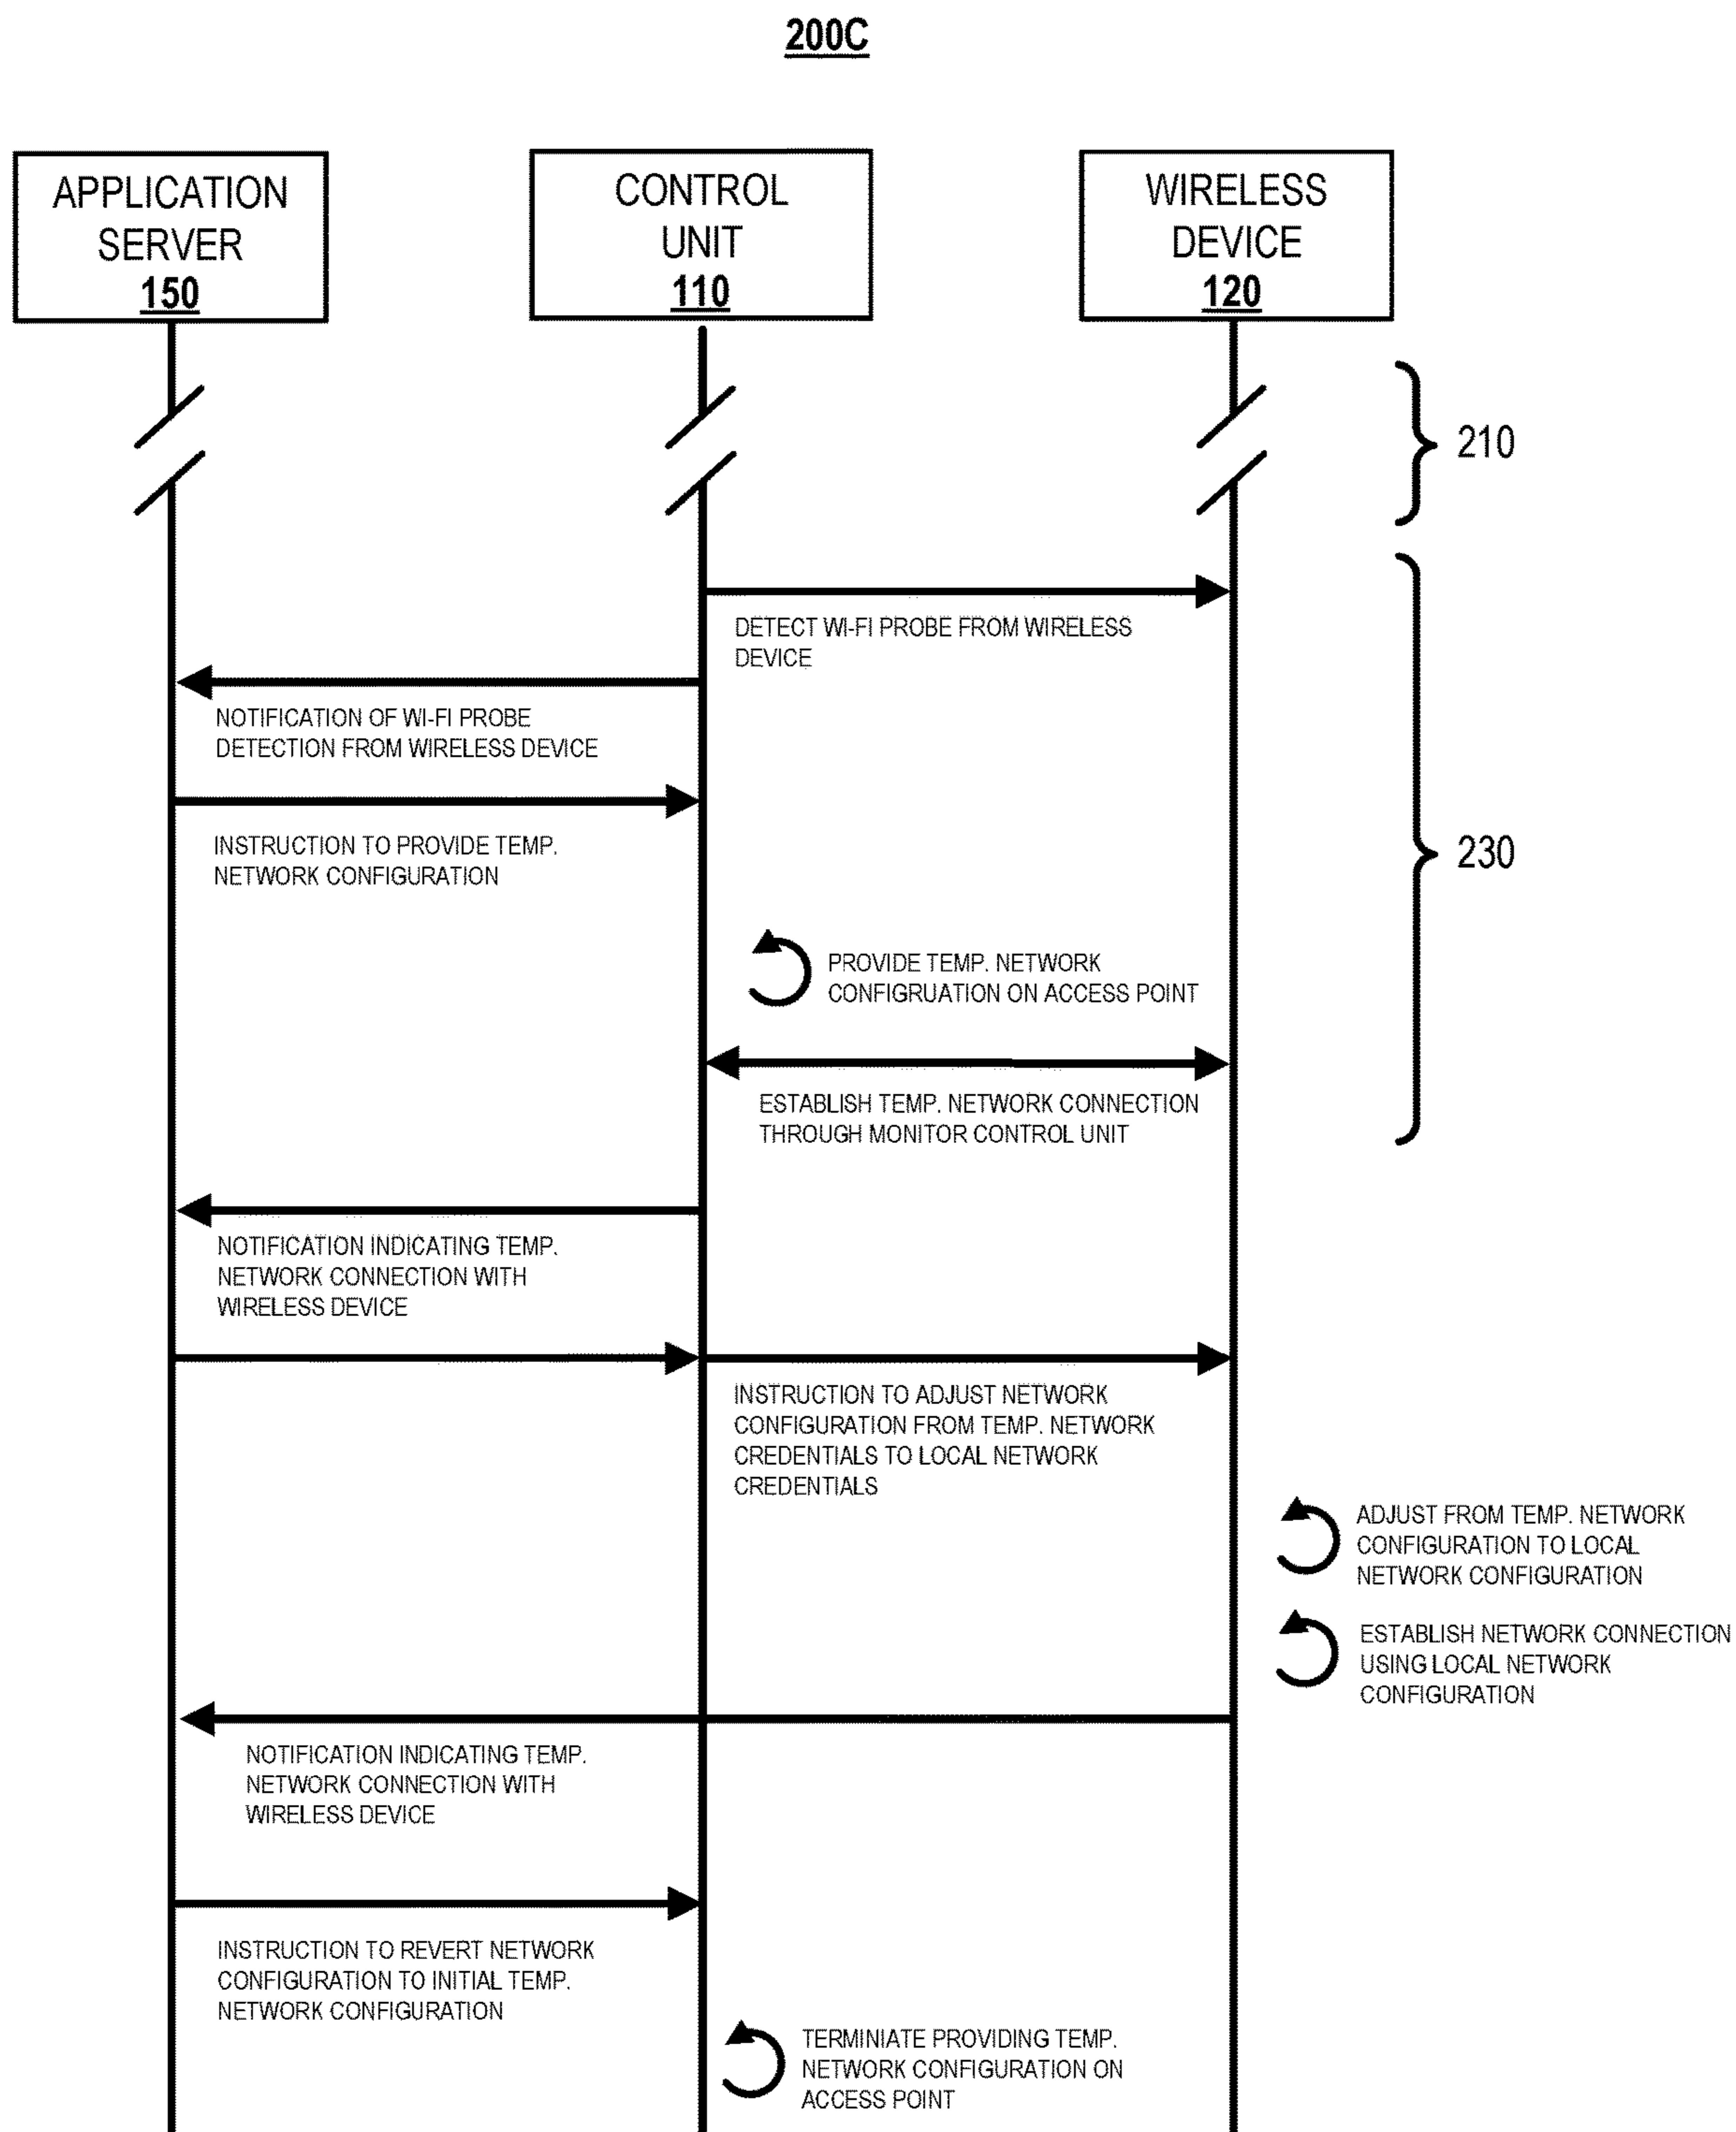 200C
APPLICATION
SERVER
150
CONTROL
UNIT
110
WIRELESS
DEVICE
120
210
DETECT WI-FI PROBE FROM WIRELESS
DEVICE
NOTIFICATION OF WI-FI PROBE
DETECTION FROM WIRELESS DEVICE
INSTRUCTION TO PROVIDE TEMP.
NETWORK CONFIGURATION
230
PROVIDE TEMP. NETWORK
CONFIGRUATION ON ACCESS POINT
ESTABLISH TEMP. NETWORK CONNECTION
THROUGH MONITOR CONTROL UNIT
NOTIFICATION INDICATING TEMP.
NETWORK CONNECTION WITH
WIRELESS DEVICE
INSTRUCTION TO ADJUST NETWORK
CONFIGURATION FROM TEMP. NETWORK
CREDENTIALS TO LOCAL NETWORK
CREDENTIALS
ADJUST FROM TEMP. NETWORK
CONFIGURATION TO LOCAL
NETWORK CONFIGURATION
ESTABLISH NETWORK CONNECTION
USING LOCAL NETWORK
CONFIGURATION
NOTIFICATION INDICATING TEMP.
NETWORK CONNECTION WITH
WIRELESS DEVICE
INSTRUCTION TO REVERT NETWORK
CONFIGURATION TO INITIAL TEMP.
NETWORK CONFIGURATION
TERMINIATE PROVIDING TEMP.
NETWORK CONFIGURATION ON
ACCESS POINT